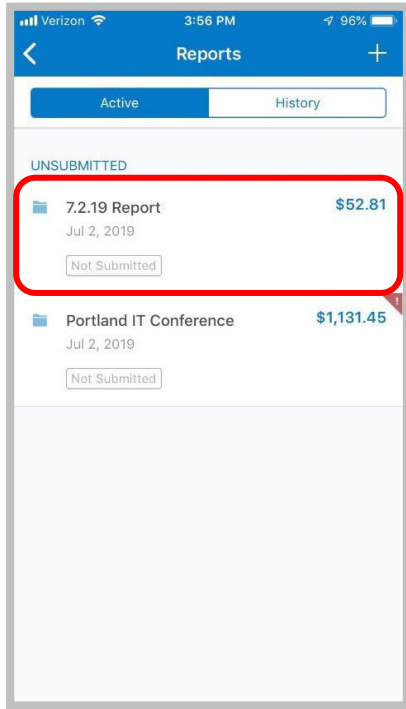 Verizon 3:56 PM 96%
Reports
Active History
UNSUBMITTED
7.2.19 Report $52.81
Jul 2, 2019
Not Submitted
!
Portland IT Conference $1,131.45
Jul 2, 2019
Not Submitted